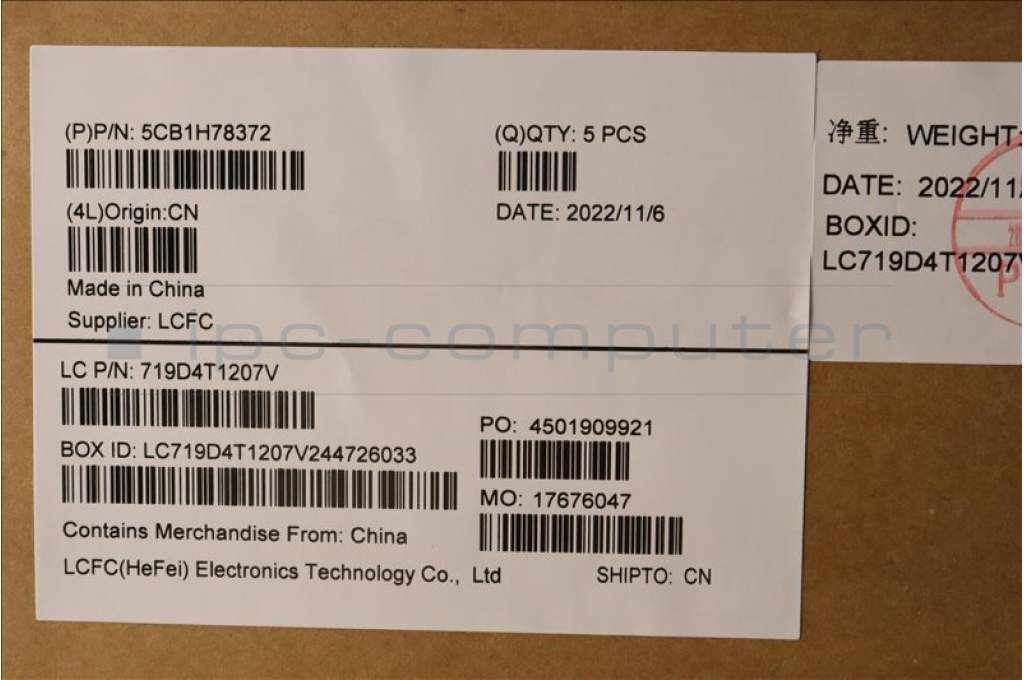 (P)P/N: 5CB1H78372
(4L)Origin:CN
Made in China
Supplier: LCFC
(Q)QTY: 5 PCS
DATE: 2022/11/6
LC P/N: 719D4T1207V
BOX ID: LC719D4T1207V244726033
Contains Merchandise From: China
LCFC(HeFei) Electronics Technology Co., Ltd
PO: 4501909921
MO: 17676047
SHIPTO: CN
净重: WEIGHT:
DATE: 2022/11/
BOXID:
LC719D4T1207V
ipc-computer